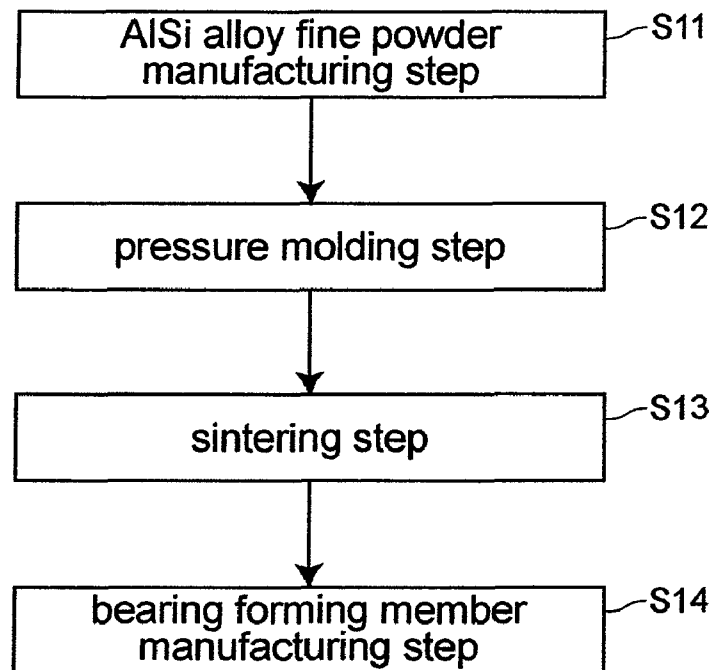 AlSi alloy fine powder
manufacturing step
S11
pressure molding step
S12
sintering step
S13
bearing forming member
manufacturing step
S14